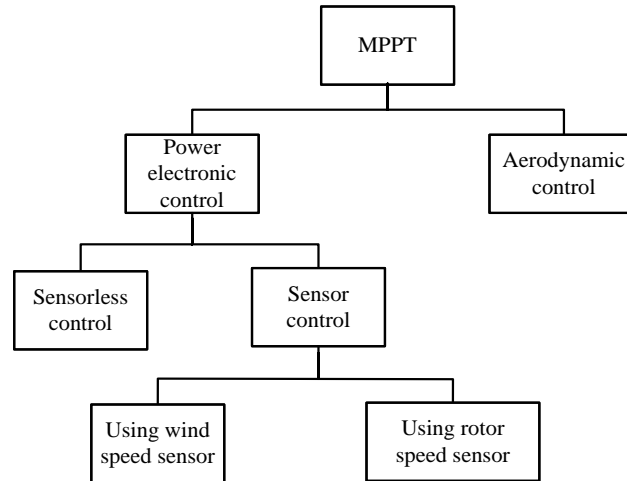 MPPT
Power
electronic
control
Aerodynamic
control
Sensorless
control
Sensor
control
Using wind
speed sensor
Using rotor
speed sensor